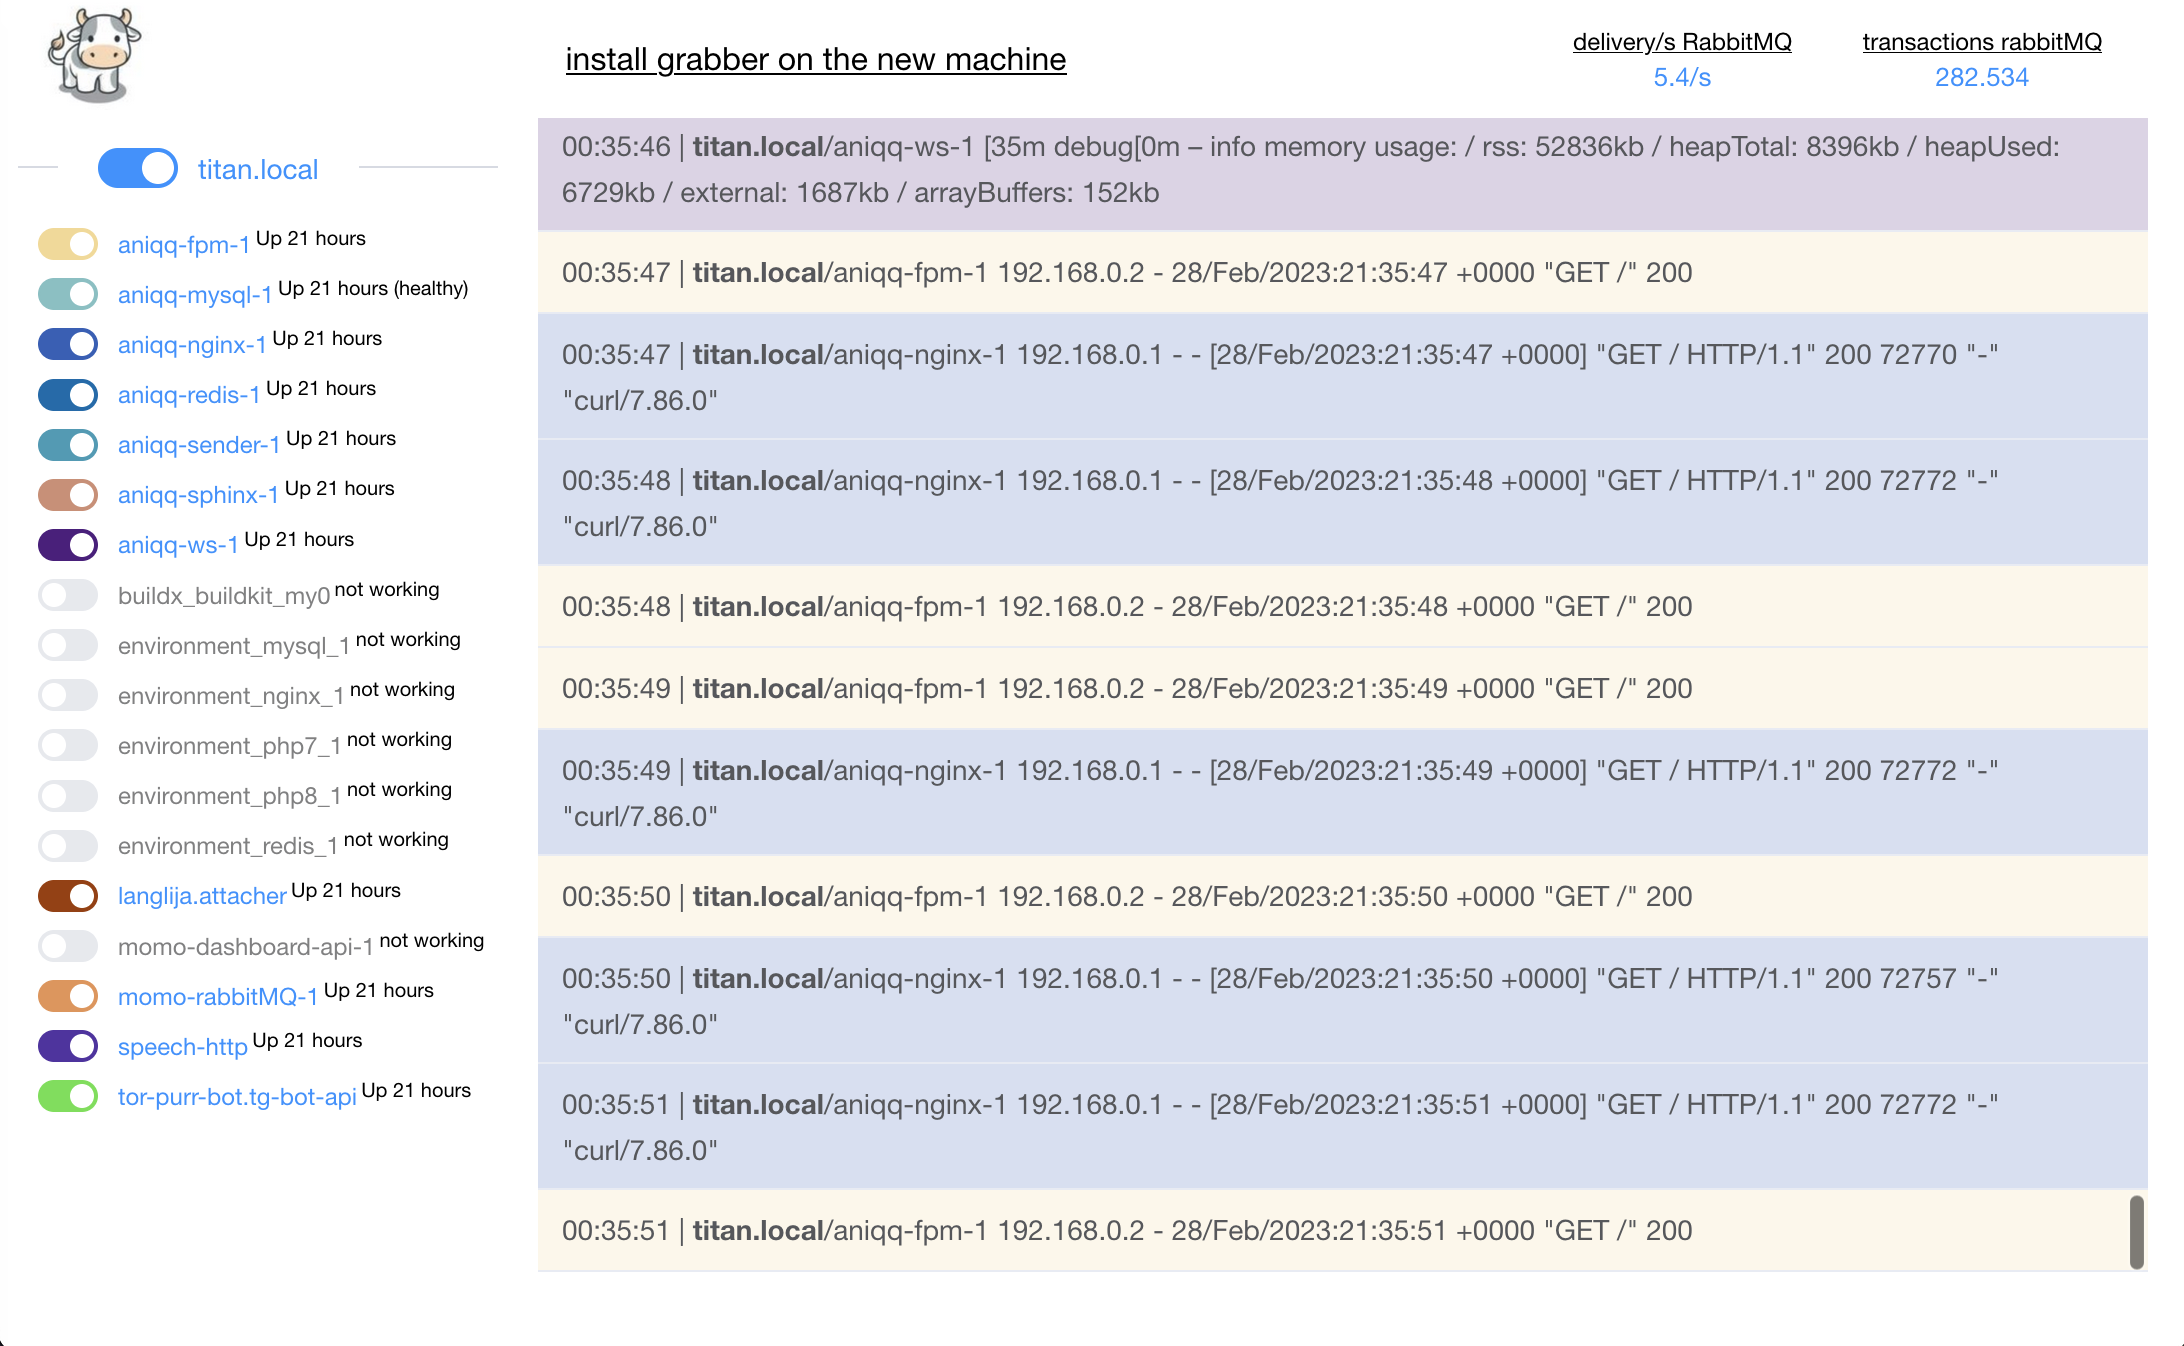 install grabber on the new machine
delivery/s RabbitMQ
5.4/s
transactions rabbitMQ
282.534
titan.local
aniqq-fpm-1 Up 21 hours
aniqq-mysql-1 Up 21 hours (healthy)
aniqq-nginx-1 Up 21 hours
aniqq-redis-1 Up 21 hours
aniqq-sender-1 Up 21 hours
aniqq-sphinx-1 Up 21 hours
aniqq-ws-1 Up 21 hours
buildx_buildkit_my0 not working
environment_mysql_1 not working
environment_nginx_1 not working
environment_php7_1 not working
environment_php8_1 not working
environment_redis_1 not working
langlija.attacher Up 21 hours
momo-dashboard-api-1 not working
momo-rabbitMQ-1 Up 21 hours
speech-http Up 21 hours
tor-purr-bot.tg-bot-api Up 21 hours
00:35:46 | titan.local/aniqq-ws-1 [35m debug[0m – info memory usage: / rss: 52836kb / heapTotal: 8396kb / heapUsed:
6729kb / external: 1687kb / arrayBuffers: 152kb
00:35:47 | titan.local/aniqq-fpm-1 192.168.0.2 - 28/Feb/2023:21:35:47 +0000 "GET /" 200
00:35:47 | titan.local/aniqq-nginx-1 192.168.0.1 - - [28/Feb/2023:21:35:47 +0000] "GET / HTTP/1.1" 200 72770 "-"
"curl/7.86.0"
00:35:48 | titan.local/aniqq-nginx-1 192.168.0.1 - - [28/Feb/2023:21:35:48 +0000] "GET / HTTP/1.1" 200 72772 "-"
"curl/7.86.0"
00:35:48 | titan.local/aniqq-fpm-1 192.168.0.2 - 28/Feb/2023:21:35:48 +0000 "GET /" 200
00:35:49 | titan.local/aniqq-fpm-1 192.168.0.2 - 28/Feb/2023:21:35:49 +0000 "GET /" 200
00:35:49 | titan.local/aniqq-nginx-1 192.168.0.1 - - [28/Feb/2023:21:35:49 +0000] "GET / HTTP/1.1" 200 72772 "-"
"curl/7.86.0"
00:35:50 | titan.local/aniqq-fpm-1 192.168.0.2 - 28/Feb/2023:21:35:50 +0000 "GET /" 200
00:35:50 | titan.local/aniqq-nginx-1 192.168.0.1 - - [28/Feb/2023:21:35:50 +0000] "GET / HTTP/1.1" 200 72757 "-"
"curl/7.86.0"
00:35:51 | titan.local/aniqq-nginx-1 192.168.0.1 - - [28/Feb/2023:21:35:51 +0000] "GET / HTTP/1.1" 200 72772 "-"
"curl/7.86.0"
00:35:51 | titan.local/aniqq-fpm-1 192.168.0.2 - 28/Feb/2023:21:35:51 +0000 "GET /" 200